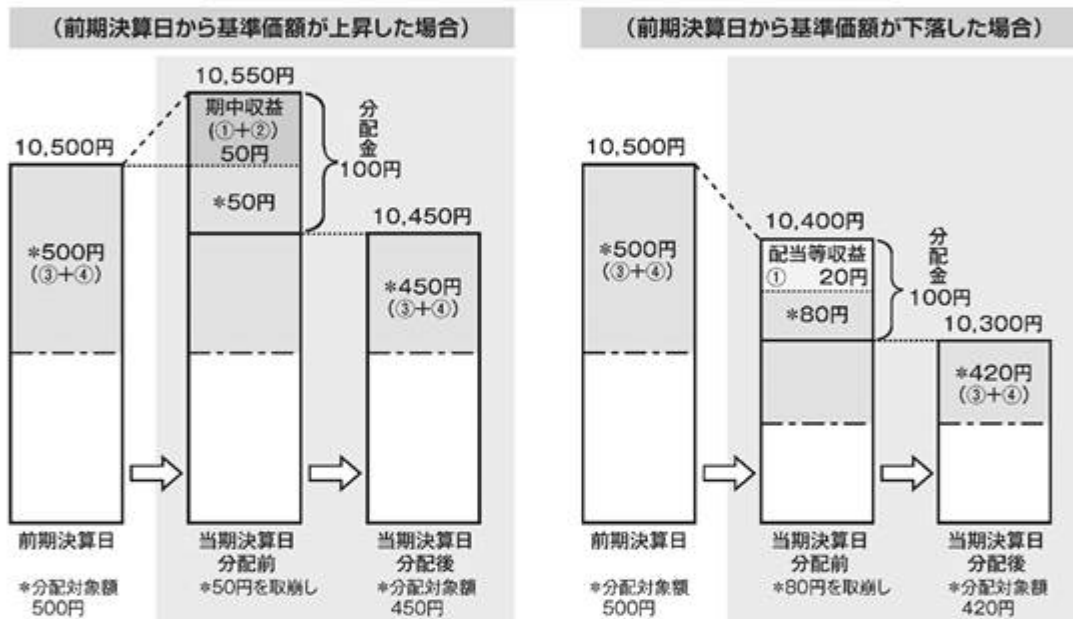 (前期決算日から基準価額が上昇した場合)
10,550円
期中収益
(①+②)
50円
分配金
100円
10,500円
*50円
10,450円
*500円
(③+④)
*450円
(③+④)
前期決算日
当期決算日
分配前
当期決算日
分配後
*分配対象額
500円
*50円を取崩し
*分配対象額
450円
(前期決算日から基準価額が下落した場合)
10,500円
10,400円
配当等収益
① 20円
分配金
100円
*500円
(③+④)
*80円
10,300円
*420円
(③+④)
前期決算日
当期決算日
分配前
当期決算日
分配後
*分配対象額
500円
*80円を取崩し
*分配対象額
420円